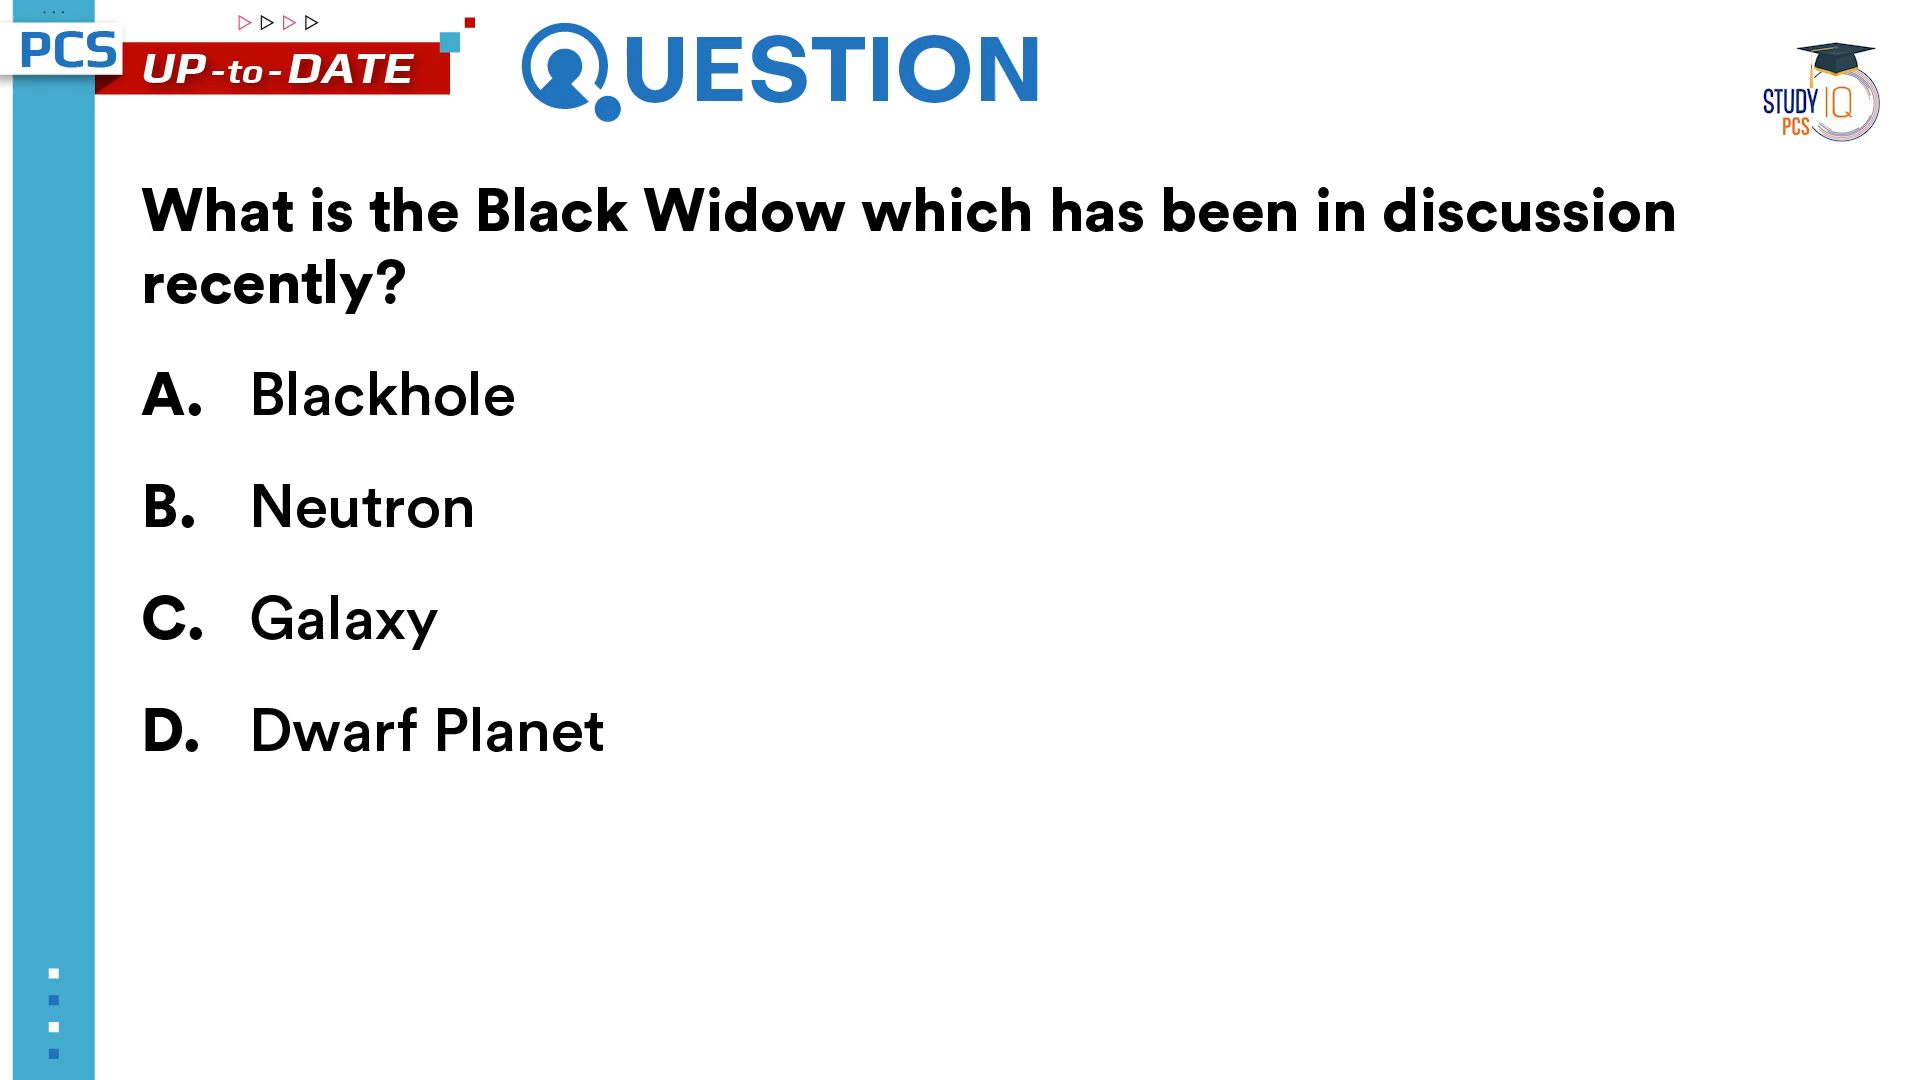 PCS
UP-to-DATE
QUESTION
STUDY IQ
PCS
What is the Black Widow which has been in discussion
recently?
A. Blackhole
B. Neutron
C. Galaxy
D. Dwarf Planet